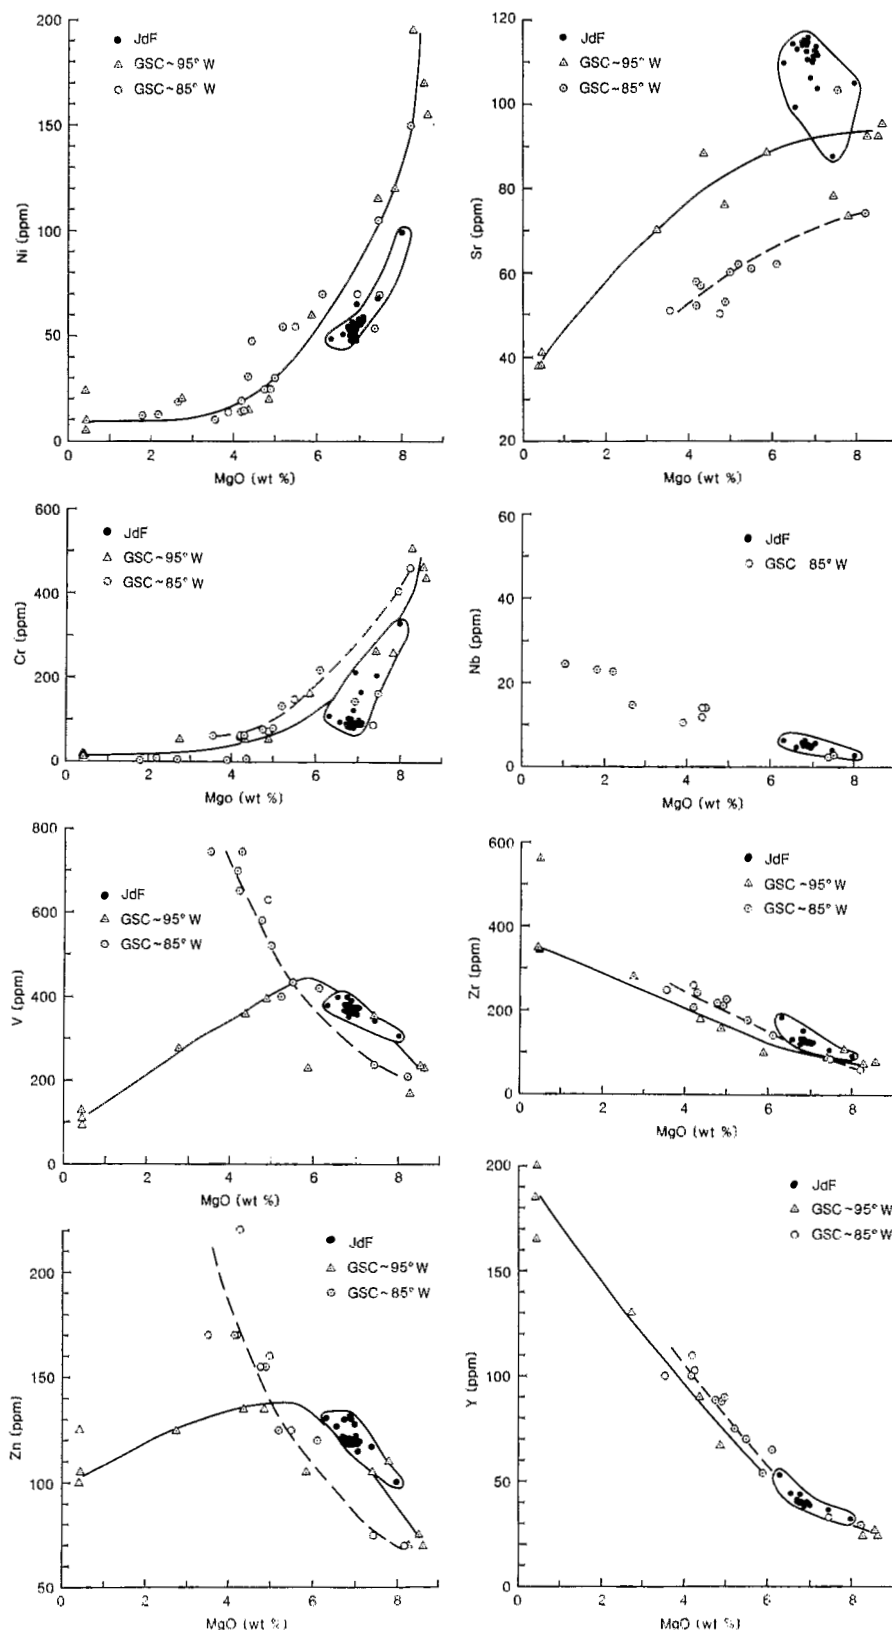 200
150
100
50
0
Ni (ppm)
JdF
GSC~95° W
GSC~85° W
0 2 4 6 8
MgO (wt %)
120
100
80
60
40
20
Sr (ppm)
JdF
GSC~95° W
GSC~85° W
0 2 4 6 8
Mgo (wt %)
600
400
200
0
Cr (ppm)
JdF
GSC~95° W
GSC~85° W
0 2 4 6 8
Mgo (wt %)
60
40
20
0
Nb (ppm)
JdF
GSC 85° W
0 2 4 6 8
MgO (wt %)
800
600
400
200
0
V (ppm)
JdF
GSC~95° W
GSC~85° W
0 2 4 6 8
MgO (wt %)
600
400
200
0
Zr (ppm)
JdF
GSC~95° W
GSC~85° W
0 2 4 6 8
MgO (wt %)
200
150
100
50
Zn (ppm)
JdF
GSC~95° W
GSC~85° W
0 2 4 6 8
MgO (wt %)
200
150
100
50
0
Y (ppm)
JdF
GSC~95° W
GSC~85° W
0 2 4 6 8
MgO (wt %)